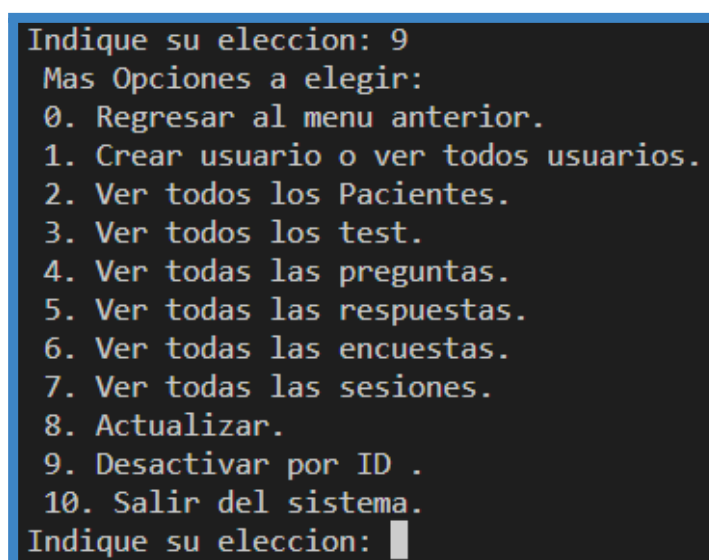 Indique su eleccion: 9
Mas Opciones a elegir:
0. Regresar al menu anterior.
1. Crear usuario o ver todos usuarios.
2. Ver todos los Pacientes.
3. Ver todos los test.
4. Ver todas las preguntas.
5. Ver todas las respuestas.
6. Ver todas las encuestas.
7. Ver todas las sesiones.
8. Actualizar.
9. Desactivar por ID .
10. Salir del sistema.
Indique su eleccion: